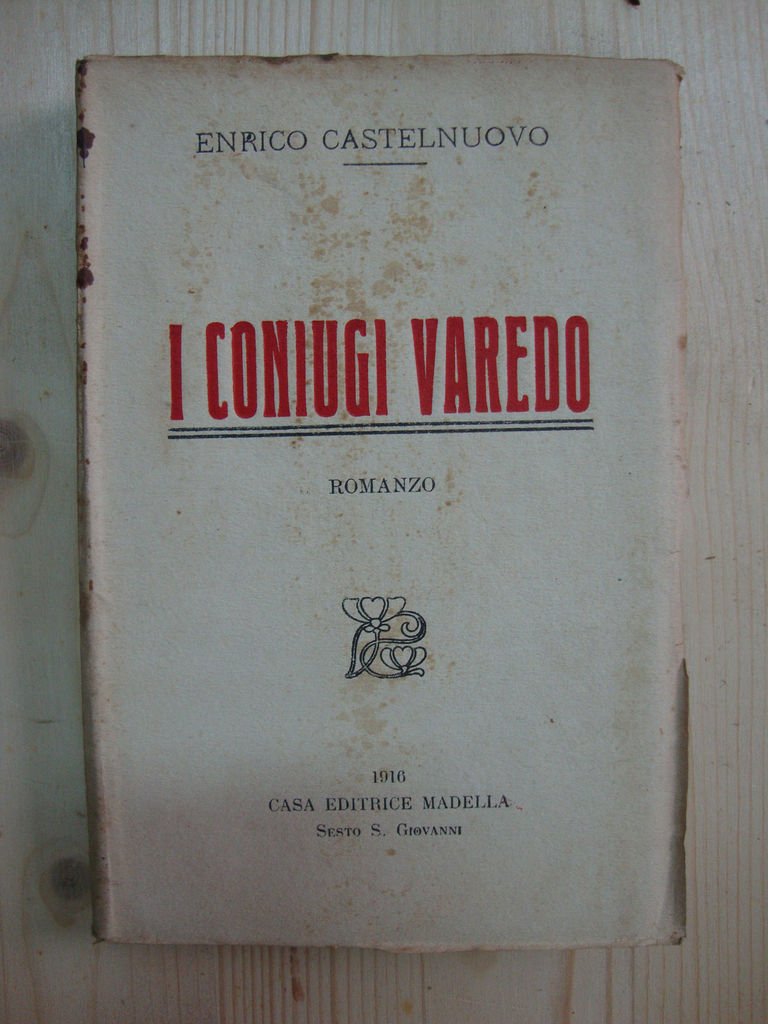 ENRICO CASTELNUOVO
I CONIUGI VAREDO
ROMANZO
1916
CASA EDITRICE MADELLA
SESTO S. GIOVANNI